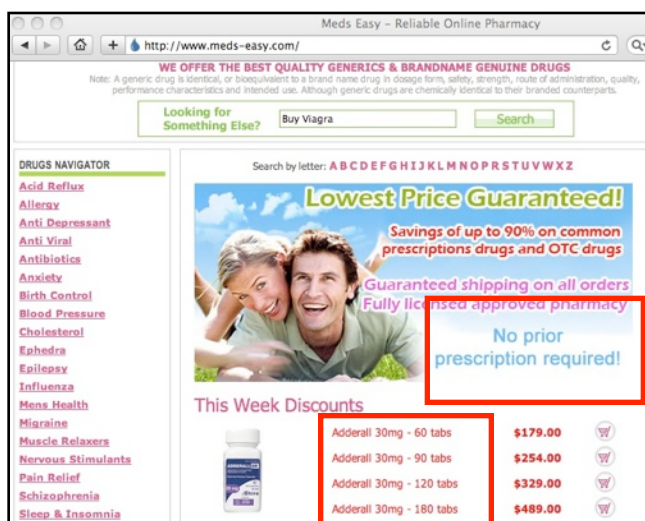 Meds Easy - Reliable Online Pharmacy
http://www.meds-easy.com/
WE OFFER THE BEST QUALITY GENERICS & BRANDNAME GENUINE DRUGS
Note: A generic drug is identical, or bioequivalent to a brand name drug in dosage form, safety, strength, route of administration, quality,
performance characteristics and intended use. Although generic drugs are chemically identical to their branded counterparts.
Looking for
Something Else?
Buy Viagra
Search
DRUGS NAVIGATOR
Acid Reflux
Allergy
Anti Depressant
Anti Viral
Antibiotics
Anxiety
Birth Control
Blood Pressure
Cholesterol
Ephedra
Epilepsy
Influenza
Mens Health
Migraine
Muscle Relaxers
Nervous Stimulants
Pain Relief
Schizophrenia
Sleep & Insomnia
Search by letter: A B C D E F G H I J K L M N O P R S T U V W X Z
Lowest Price Guaranteed!
Savings of up to 90% on common
prescriptions drugs and OTC drugs
Guaranteed shipping on all orders
Fully licensed approved pharmacy
No prior
prescription required!
This Week Discounts
Adderall 30mg - 60 tabs $179.00
Adderall 30mg - 90 tabs $254.00
Adderall 30mg - 120 tabs $329.00
Adderall 30mg - 180 tabs $489.00